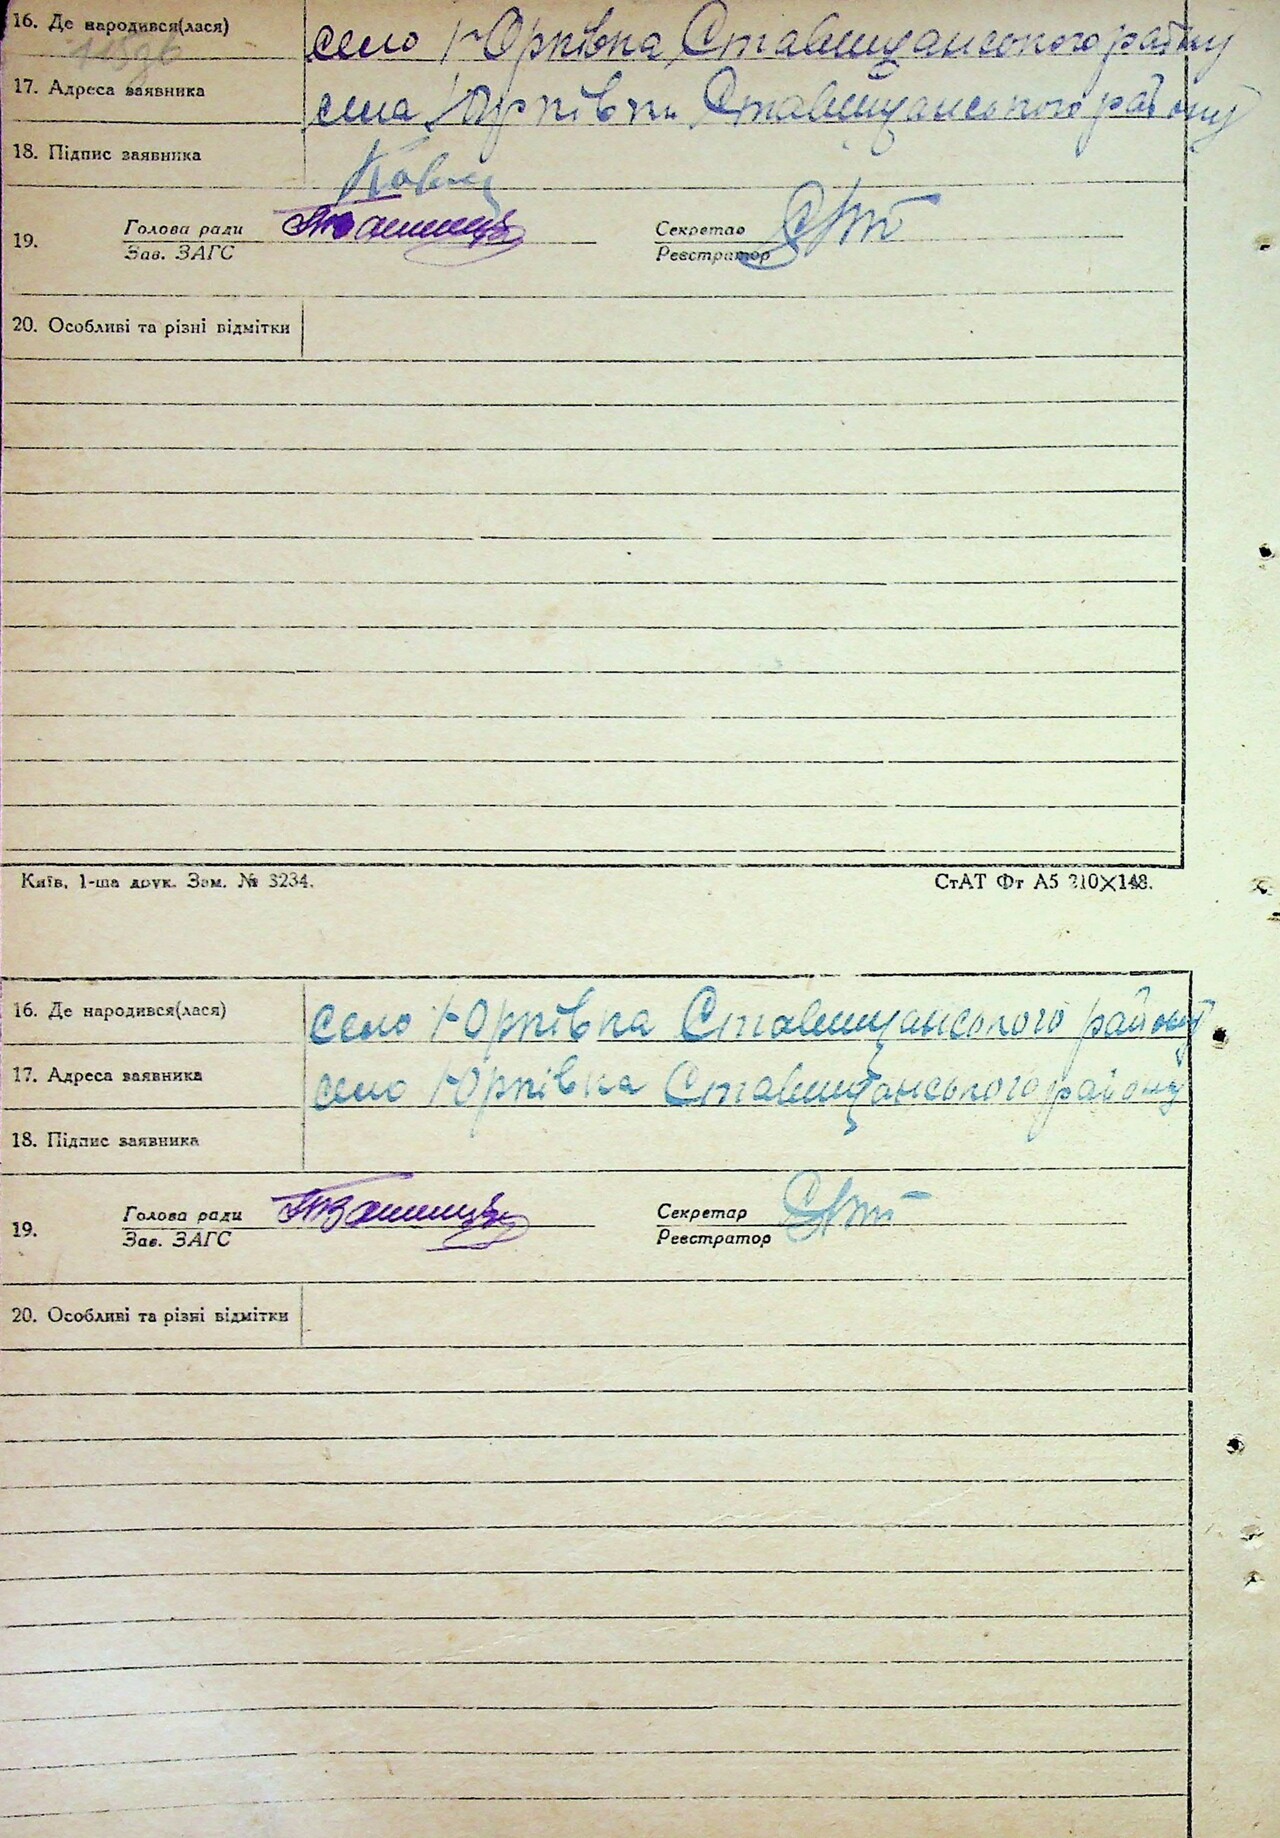 16. Де народився(лася) село Юрківка Ставищанського району
17. Адреса заявника села Юрківка Ставищанського району
18. Підпис заявника
19. Голова ради
Зав. ЗАГС
Секретар
Реєстратор
20. Особливі та різні відмітки
Київ, 1-ша друк. Зам. № 3234.
СтАТ Фт А5 210×148.
16. Де народився(лася) село Юрківка Ставищанського району
17. Адреса заявника село Юрківка Ставищанського району
18. Підпис заявника
19. Голова ради
Зав. ЗАГС
Секретар
Реєстратор
20. Особливі та різні відмітки